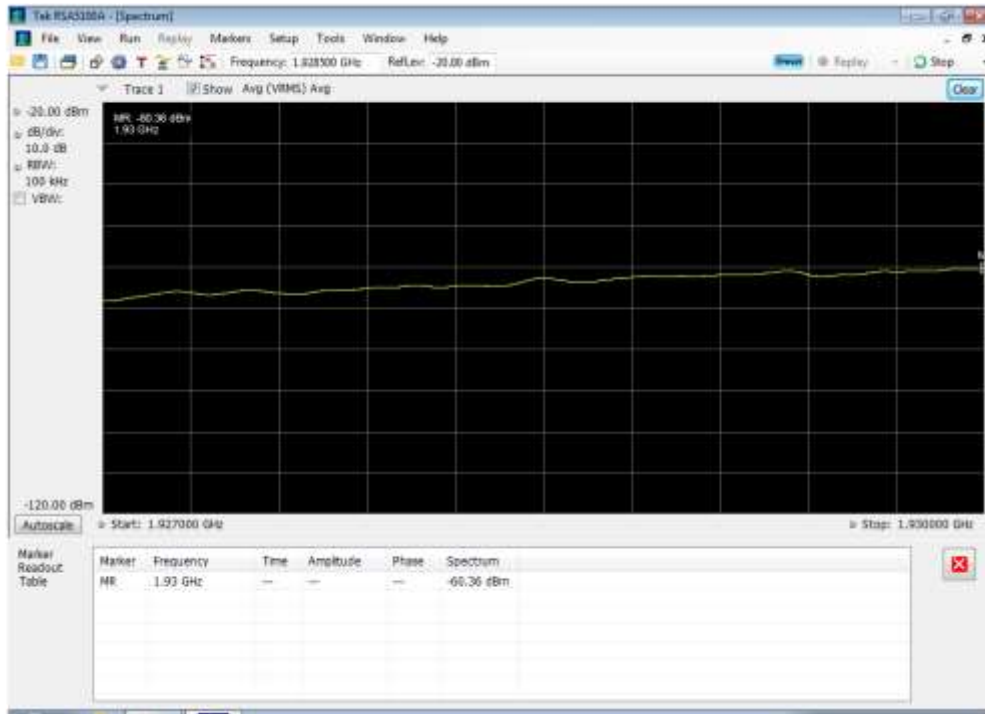 Tek RSA5100A - [Spectrum]
File View Run Replay Markers Setup Tools Window Help
Frequency: 1.928500 GHz RefLev: -20.00 dBm Preset Replay Stop
Trace 1 Show Avg (VRMS) Avg Clear
-20.00 dBm
dB/div:
10.0 dB
RBW:
100 kHz
VBW:
MR: -60.36 dBm
1.93 GHz
-120.00 dBm
Autoscale Start: 1.927000 GHz Stop: 1.930000 GHz
Marker
Readout
Table
Marker Frequency Time Amplitude Phase Spectrum
MR 1.93 GHz --- --- --- -60.36 dBm